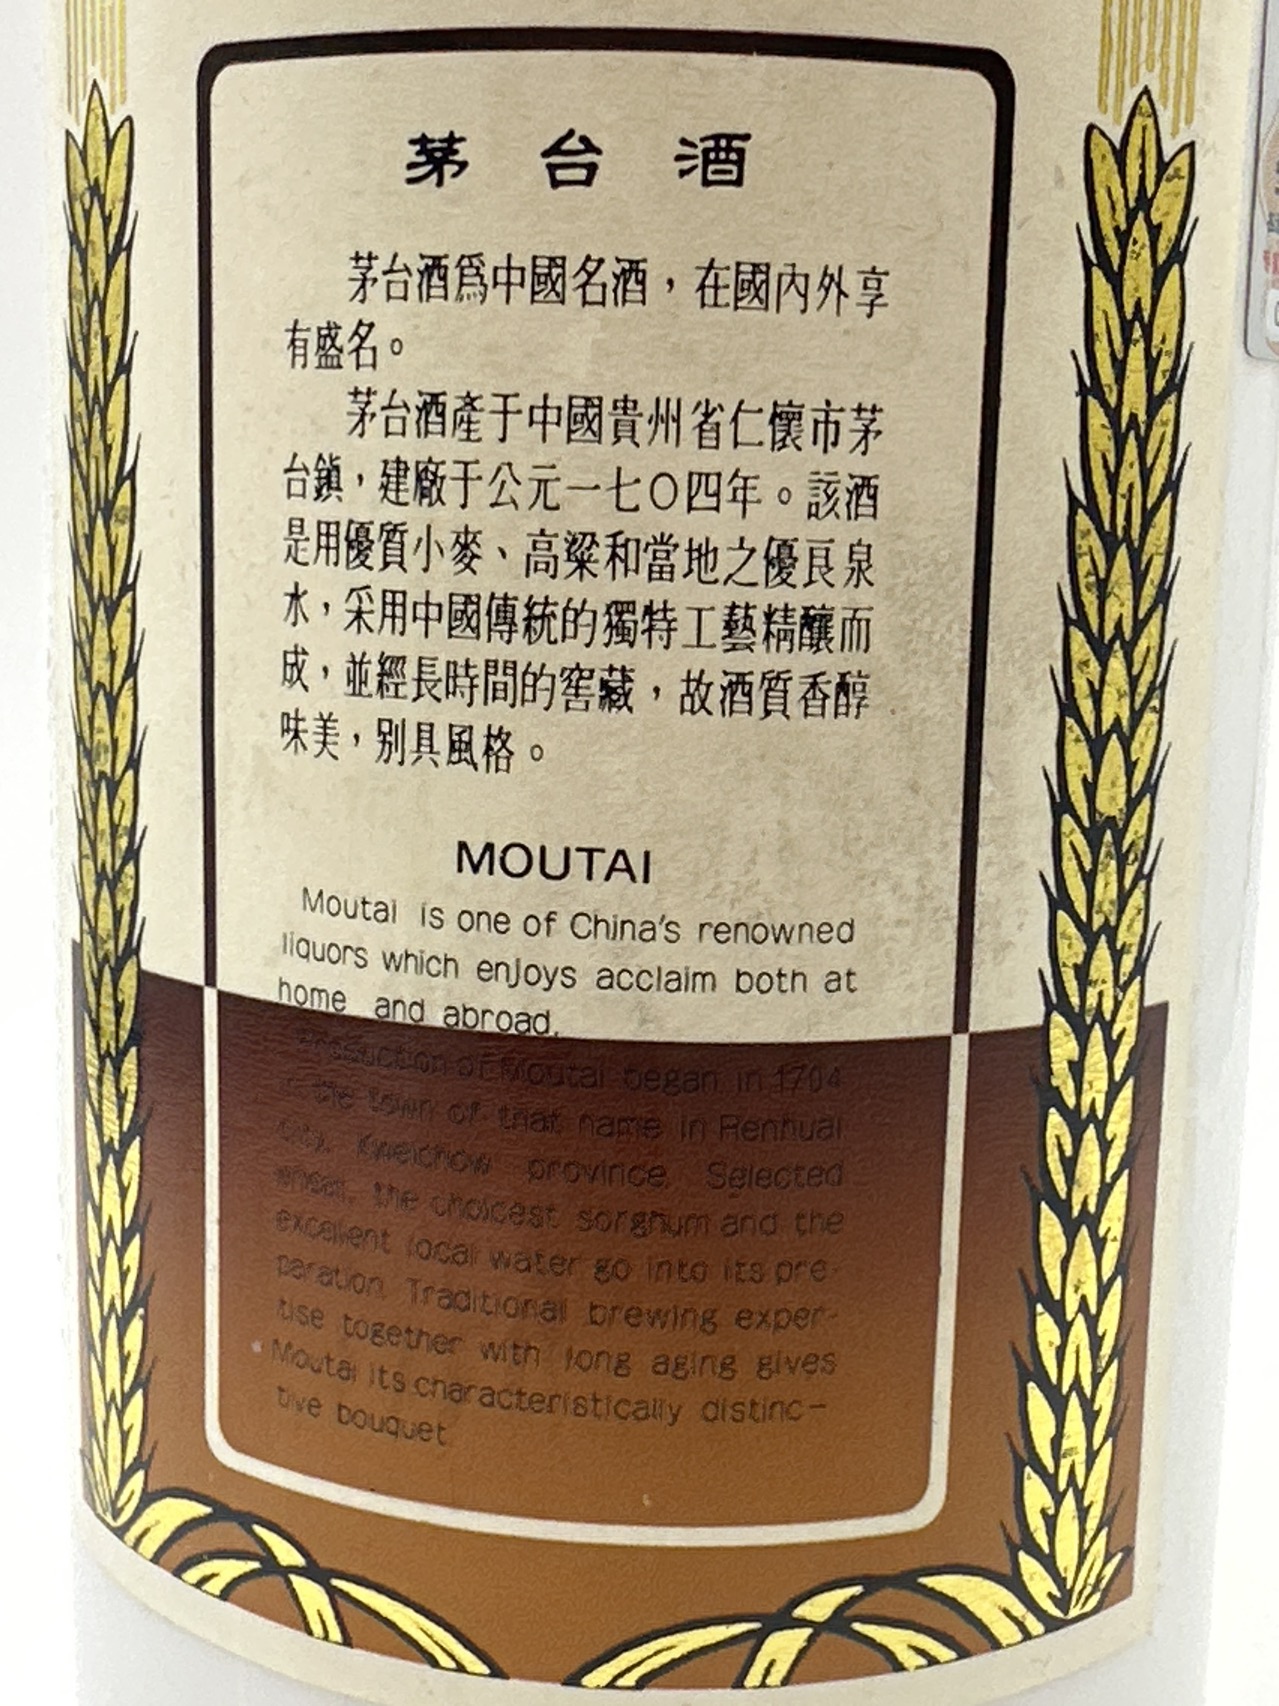 茅台酒
茅台酒爲中國名酒，在國內外享
有盛名。
茅台酒產于中國貴州省仁懷市茅
台鎮，建廠于公元一七〇四年。該酒
是用優質小麥、高粱和當地之優良泉
水，采用中國傳統的獨特工藝精釀而
成，並經長時間的窖藏，故酒質香醇
味美，别具風格。
MOUTAI
Moutai is one of China's renowned
liquors which enjoys acclaim both at
home and abroad.
Production of Moutai began in 1704
the town of that name in Renhuai
city, Kweichow province. Selected
wheat, the choicest sorghum and the
excellent local water go into its pre-
paration. Traditional brewing exper-
tise together with long aging gives
Moutai its characteristically distinc-
tive bouquet